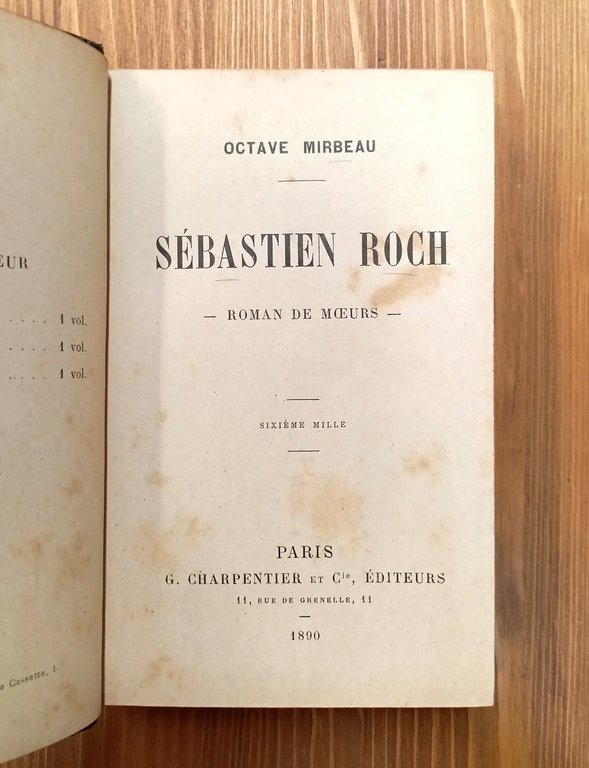 EUR
. . . . 1 vol.
. . . . 1 vol.
. . . . 1 vol.
e Cassette, 1.
OCTAVE MIRBEAU
SÉBASTIEN ROCH
— ROMAN DE MŒURS —
SIXIÈME MILLE
PARIS
G. CHARPENTIER ET Cie, ÉDITEURS
11, RUE DE GRENELLE, 11
1890